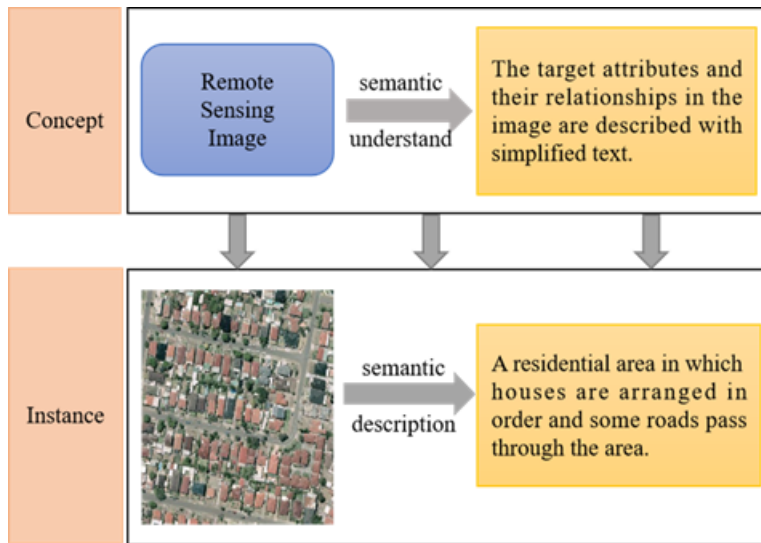 Concept
Remote
Sensing
Image
semantic
understand
The target attributes and
their relationships in the
image are described with
simplified text.
Instance
semantic
description
A residential area in which
houses are arranged in
order and some roads pass
through the area.